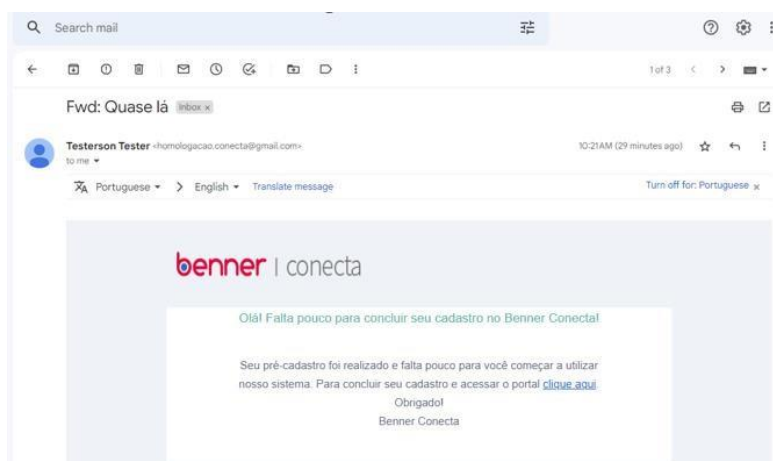 Search mail
1 of 3
Fwd: Quase lá Inbox x
Testerson Tester <homologacao.conecta@gmail.com>
10:21AM (29 minutes ago)
to me
Portuguese > English Translate message
Turn off for: Portuguese x
benner | conecta
Olá! Falta pouco para concluir seu cadastro no Benner Conecta!
Seu pré-cadastro foi realizado e falta pouco para você começar a utilizar
nosso sistema. Para concluir seu cadastro e acessar o portal clique aqui.
Obrigado!
Benner Conecta